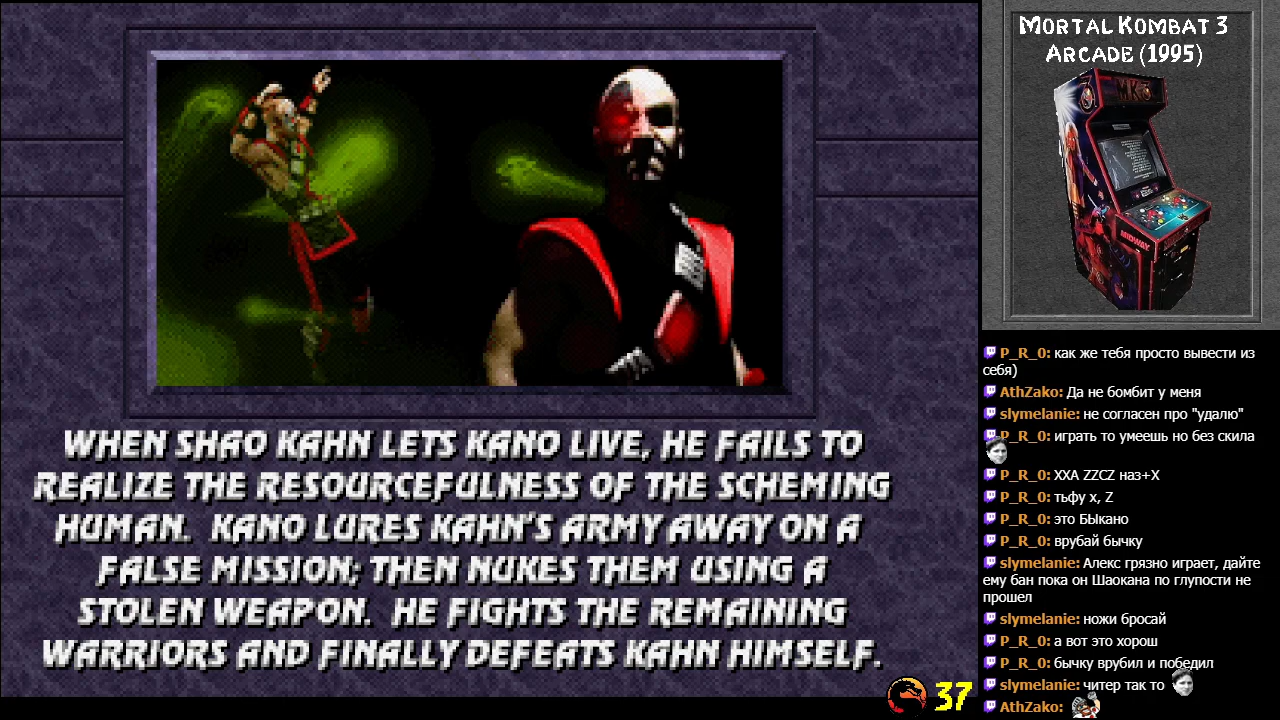 MORTAL KOMBAT 3
ARCADE (1995)
MK3
MIDWAY
WHEN SHAO KAHN LETS KANO LIVE, HE FAILS TO
REALIZE THE RESOURCEFULNESS OF THE SCHEMING
HUMAN. KANO LURES KAHN'S ARMY AWAY ON A
FALSE MISSION; THEN NUKES THEM USING A
STOLEN WEAPON. HE FIGHTS THE REMAINING
WARRIORS AND FINALLY DEFEATS KAHN HIMSELF.
37
P_R_0: как же тебя просто вывести из
себя)
AthZako: Да не бомбит у меня
slymelanie: не согласен про "удалю"
P_R_0: играть то умеешь но без скила
P_R_0: XXA ZZCZ наз+X
P_R_0: тьфу x, Z
P_R_0: это БЫкано
P_R_0: врубай бычку
slymelanie: Алекс грязно играет, дайте
ему бан пока он Шаокана по глупости не
прошел
slymelanie: ножи бросай
P_R_0: а вот это хорош
P_R_0: бычку врубил и победил
slymelanie: читер так то
AthZako: